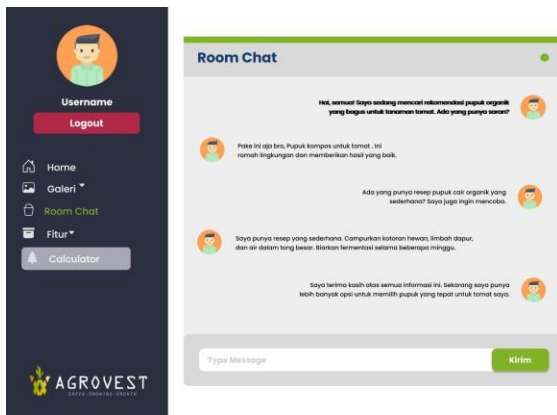 Username
Logout
Home
Galeri
Room Chat
Fitur
Calculator
AGROVEST
GREEN-GROWING GROWTH
Room Chat
Hai, semua! Saya sedang mencari rekomendasi pupuk organik
yang bagus untuk tanaman tomat. Ada yang punya saran?
Pake ini aja bro, Pupuk kompos untuk tomat . Ini
ramah lingkungan dan memberikan hasil yang baik.
Ada yang punya resep pupuk cair organik yang
sederhana? Saya juga ingin mencoba.
Saya punya resep yang sederhana. Campurkan kotoran hewan, limbah dapur,
dan air dalam tong besar. Biarkan fermentasi selama beberapa minggu.
Saya terima kasih atas semua informasi ini. Sekarang saya punya
lebih banyak opsi untuk memilih pupuk yang tepat untuk tomat saya.
Type Message
Kirim